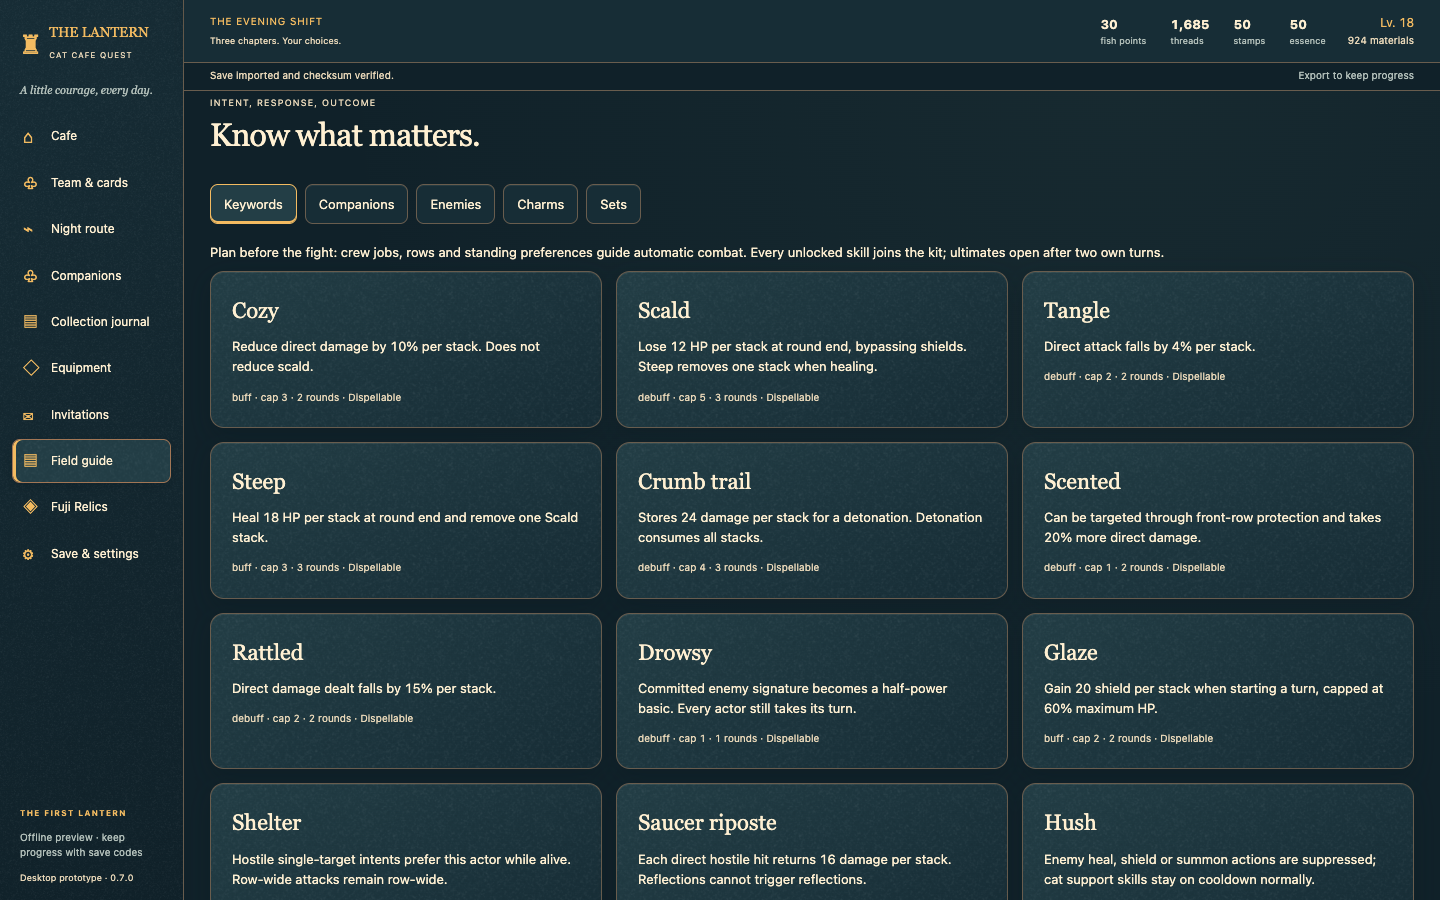 THE LANTERN
CAT CAFE QUEST
A little courage, every day.
Cafe
Team & cards
Night route
Companions
Collection journal
Equipment
Invitations
Field guide
Fuji Relics
Save & settings
THE FIRST LANTERN
Offline preview · keep
progress with save codes
Desktop prototype · 0.7.0
THE EVENING SHIFT
Three chapters. Your choices.
30
fish points
1,685
threads
50
stamps
50
essence
Lv. 18
924 materials
Save imported and checksum verified.
Export to keep progress
INTENT, RESPONSE, OUTCOME
Know what matters.
Keywords
Companions
Enemies
Charms
Sets
Plan before the fight: crew jobs, rows and standing preferences guide automatic combat. Every unlocked skill joins the kit; ultimates open after two own turns.
Cozy
Reduce direct damage by 10% per stack. Does not
reduce scald.
buff · cap 3 · 2 rounds · Dispellable
Scald
Lose 12 HP per stack at round end, bypassing shields.
Steep removes one stack when healing.
debuff · cap 5 · 3 rounds · Dispellable
Tangle
Direct attack falls by 4% per stack.
debuff · cap 2 · 2 rounds · Dispellable
Steep
Heal 18 HP per stack at round end and remove one Scald
stack.
buff · cap 3 · 3 rounds · Dispellable
Crumb trail
Stores 24 damage per stack for a detonation. Detonation
consumes all stacks.
debuff · cap 4 · 3 rounds · Dispellable
Scented
Can be targeted through front-row protection and takes
20% more direct damage.
debuff · cap 1 · 2 rounds · Dispellable
Rattled
Direct damage dealt falls by 15% per stack.
debuff · cap 2 · 2 rounds · Dispellable
Drowsy
Committed enemy signature becomes a half-power
basic. Every actor still takes its turn.
debuff · cap 1 · 1 rounds · Dispellable
Glaze
Gain 20 shield per stack when starting a turn, capped at
60% maximum HP.
buff · cap 2 · 2 rounds · Dispellable
Shelter
Hostile single-target intents prefer this actor while alive.
Row-wide attacks remain row-wide.
Saucer riposte
Each direct hostile hit returns 16 damage per stack.
Reflections cannot trigger reflections.
Hush
Enemy heal, shield or summon actions are suppressed;
cat support skills stay on cooldown normally.